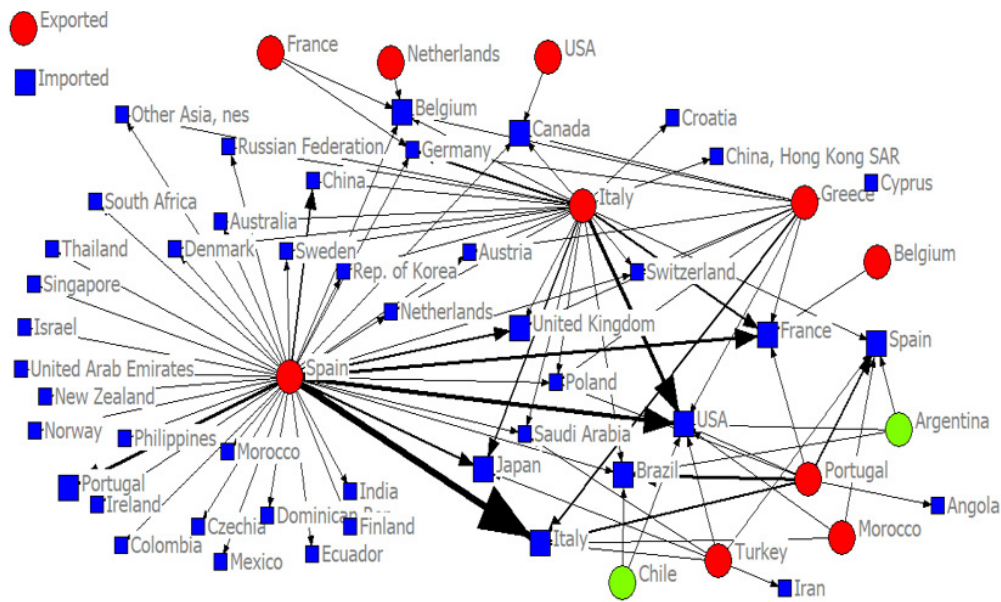 Exported
Imported
France
Netherlands
USA
Belgium
Canada
Other Asia, nes
Croatia
Russian Federation
Germany
China, Hong Kong SAR
China
Italy
Greece
Cyprus
South Africa
Australia
Thailand
Denmark
Sweden
Austria
Belgium
Singapore
Rep. of Korea
Switzerland
Israel
Netherlands
United Kingdom
France
Spain
United Arab Emirates
Spain
Poland
New Zealand
Argentina
Norway
Philippines
Saudi Arabia
USA
Morocco
Portugal
Japan
Brazil
Portugal
Ireland
India
Angola
Colombia
Czechia
Dominican
Finland
Italy
Morocco
Mexico
Ecuador
Chile
Turkey
Iran